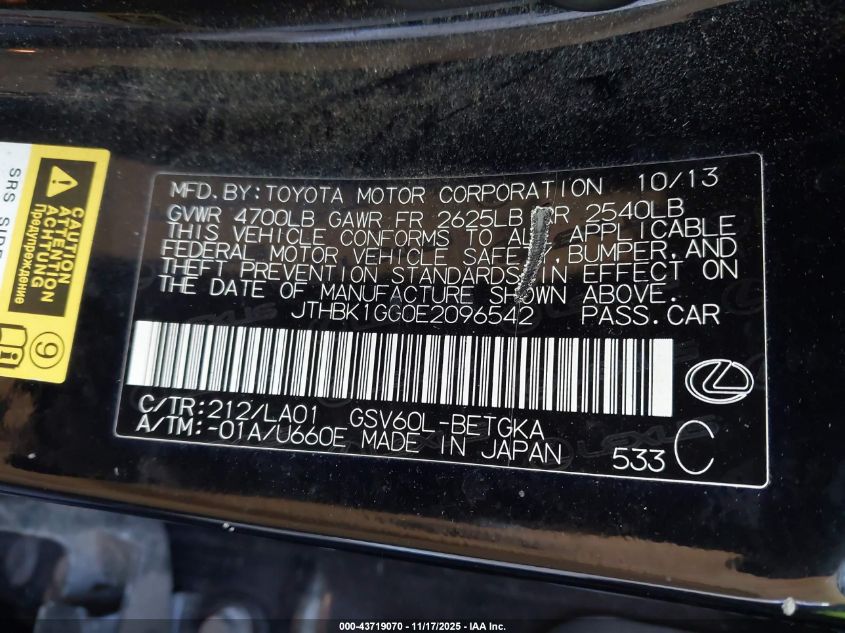 MFD. BY: TOYOTA MOTOR CORPORATION 10/13
GVWR 4700LB GAWR FR 2625LB RR 2540LB
THIS VEHICLE CONFORMS TO ALL APPLICABLE
FEDERAL MOTOR VEHICLE SAFETY, BUMPER, AND
THEFT PREVENTION STANDARDS IN EFFECT ON
THE DATE OF MANUFACTURE SHOWN ABOVE.
JTHBK1GG0E2096542 PASS. CAR
C/TR: 212/LA01 GSV60L-BETGKA
A/TM: -01A/U660E MADE IN JAPAN
533 C
SRS SIDE
CAUTION
ATTENTION
ACHTUNG
Предупреждение
9
000-43719070 - 11/17/2025 - IAA Inc.